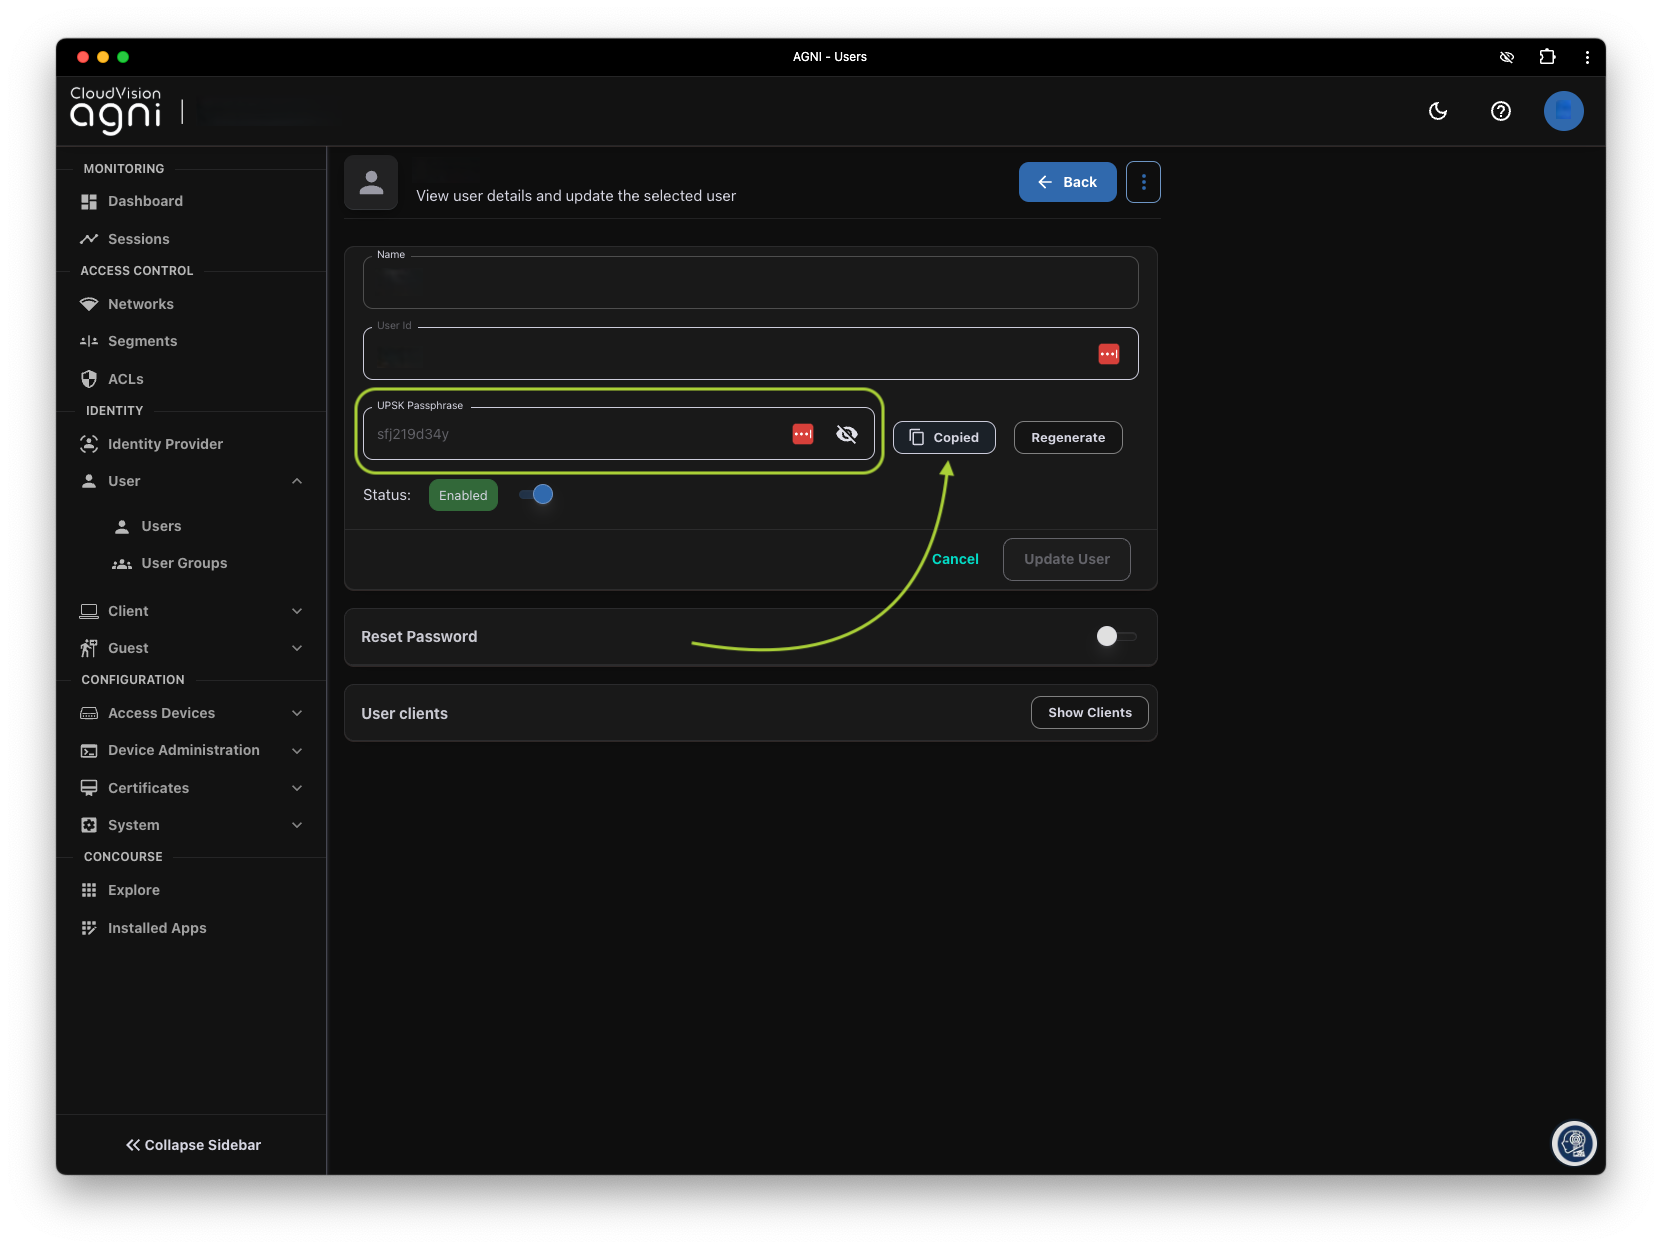 AGNI - Users
CloudVision
agni
MONITORING
Dashboard
Sessions
ACCESS CONTROL
Networks
Segments
ACLs
IDENTITY
Identity Provider
User
Users
User Groups
Client
Guest
CONFIGURATION
Access Devices
Device Administration
Certificates
System
CONCOURSE
Explore
Installed Apps
Collapse Sidebar
View user details and update the selected user
Back
Name
User Id
UPSK Passphrase
sfj219d34y
Copied
Regenerate
Status:
Enabled
Cancel
Update User
Reset Password
User clients
Show Clients